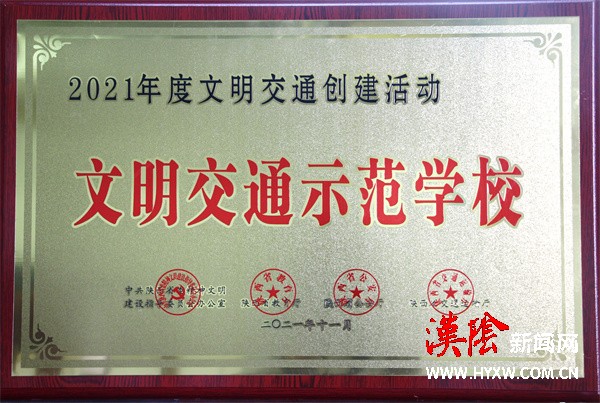 2021年度文明交通创建活动
文明交通示范学校
中共陕西省委精神文明 建设指导委员会办公室
陕西省教育厅
陕西省公安厅
陕西省交通运输厅
二〇二一年十一月
漢陰新闻网
WWW.HYXW.COM.CN